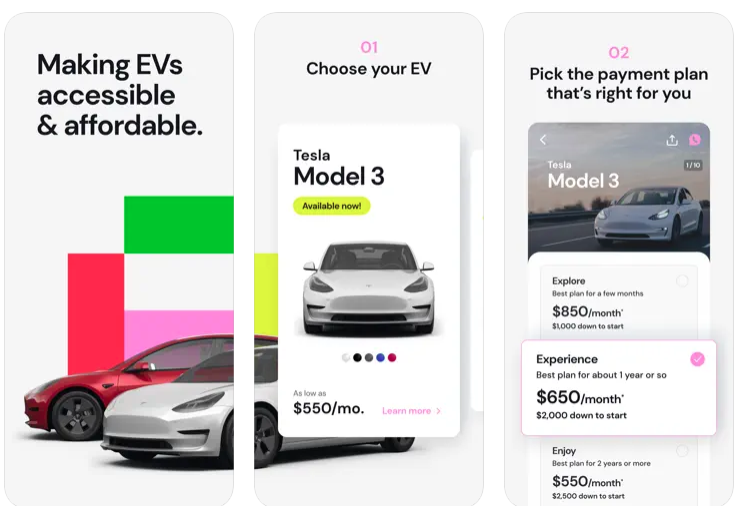 Making EVs
accessible
& affordable.
01
Choose your EV
Tesla
Model 3
Available now!
As low as
$550/mo.
Learn more >
02
Pick the payment plan
that's right for you
Tesla
Model 3
1/10
Explore
Best plan for a few months
$850/month*
$1,000 down to start
Experience
Best plan for about 1 year or so
$650/month*
$2,000 down to start
Enjoy
Best plan for 2 years or more
$550/month*
$2,500 down to start